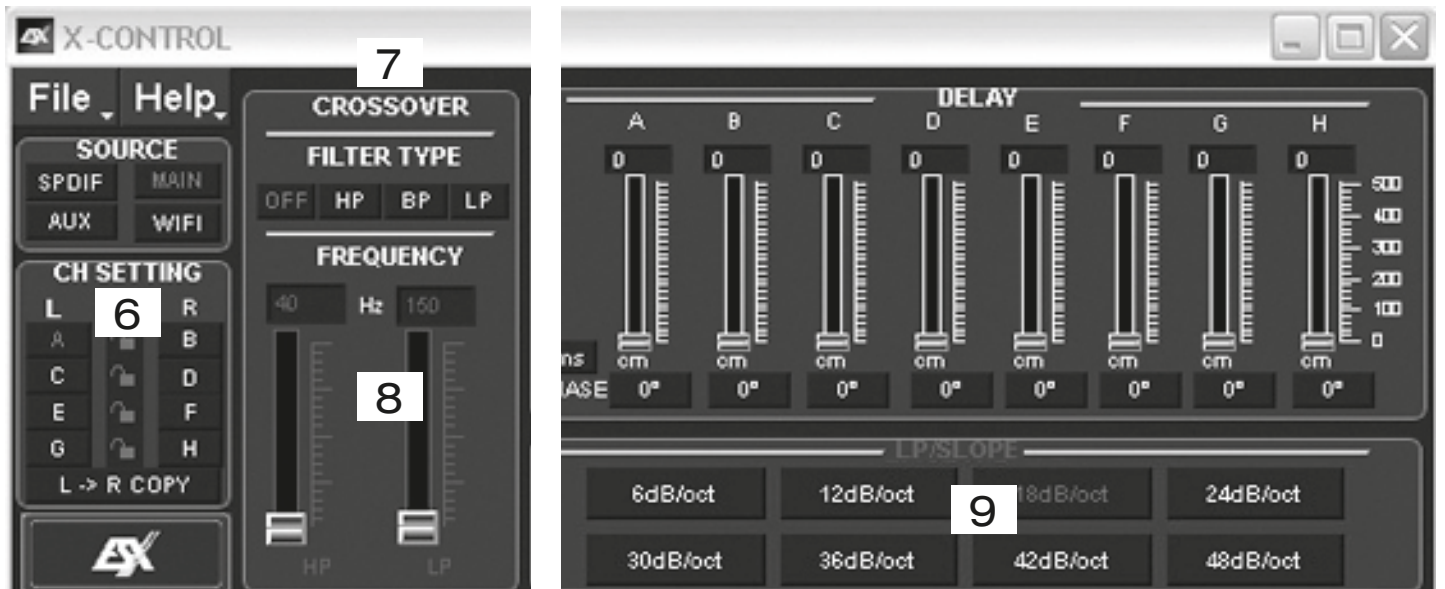 ESX X-CONTROL
7
File Help
CROSSOVER
SOURCE
SPDIF MAIN
AUX WIFI
FILTER TYPE
OFF HP BP LP
FREQUENCY
40 Hz 150
CH SETTING
L 6 R
A B
C D
E F
G H
L -> R COPY
ESX
8
HP LP
DELAY
A B C D E F G H
0 0 0 0 0 0 0 0
500
400
300
200
100
0
cm cm cm cm cm cm cm cm
0° 0° 0° 0° 0° 0° 0° 0°
LP/SLOPE
6dB/oct 12dB/oct 18dB/oct 24dB/oct
9
30dB/oct 36dB/oct 42dB/oct 48dB/oct